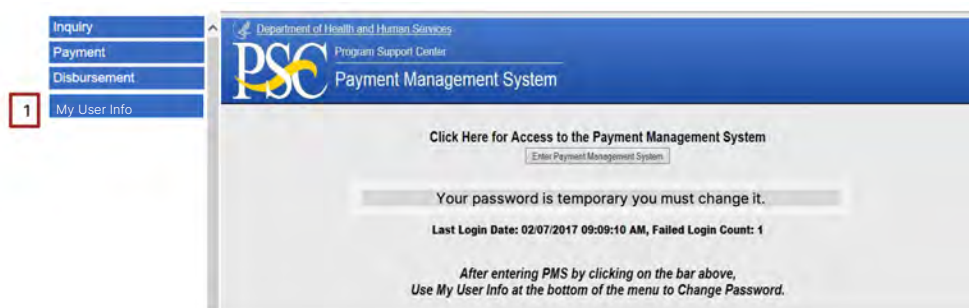 Inquiry
Payment
Disbursement
1
My User Info
Department of Health and Human Services
PSC
Program Support Center
Payment Management System
Click Here for Access to the Payment Management System
Enter Payment Management System
Your password is temporary you must change it.
Last Login Date: 02/07/2017 09:09:10 AM, Failed Login Count: 1
After entering PMS by clicking on the bar above,
Use My User Info at the bottom of the menu to Change Password.